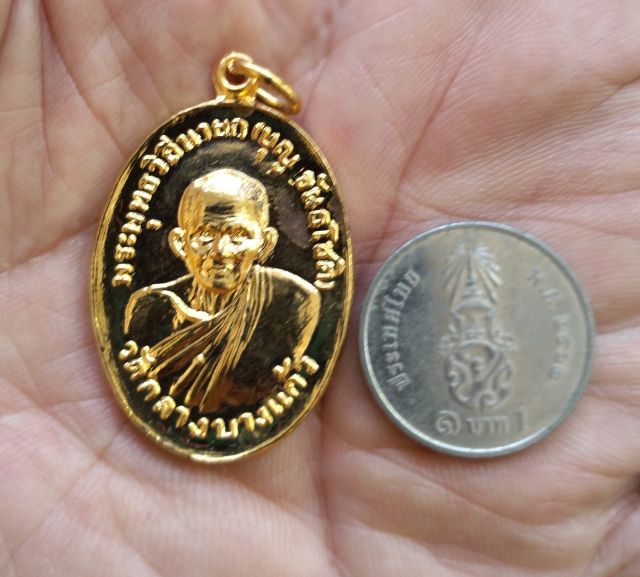 พระพุทธวิถีนายก (บุญ ขันธโชติ)
วัดกลางบางแก้ว
ประเทศไทย
๑ บาท 1